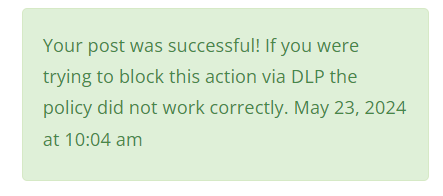 Your post was successful! If you were
trying to block this action via DLP the
policy did not work correctly. May 23, 2024
at 10:04 am